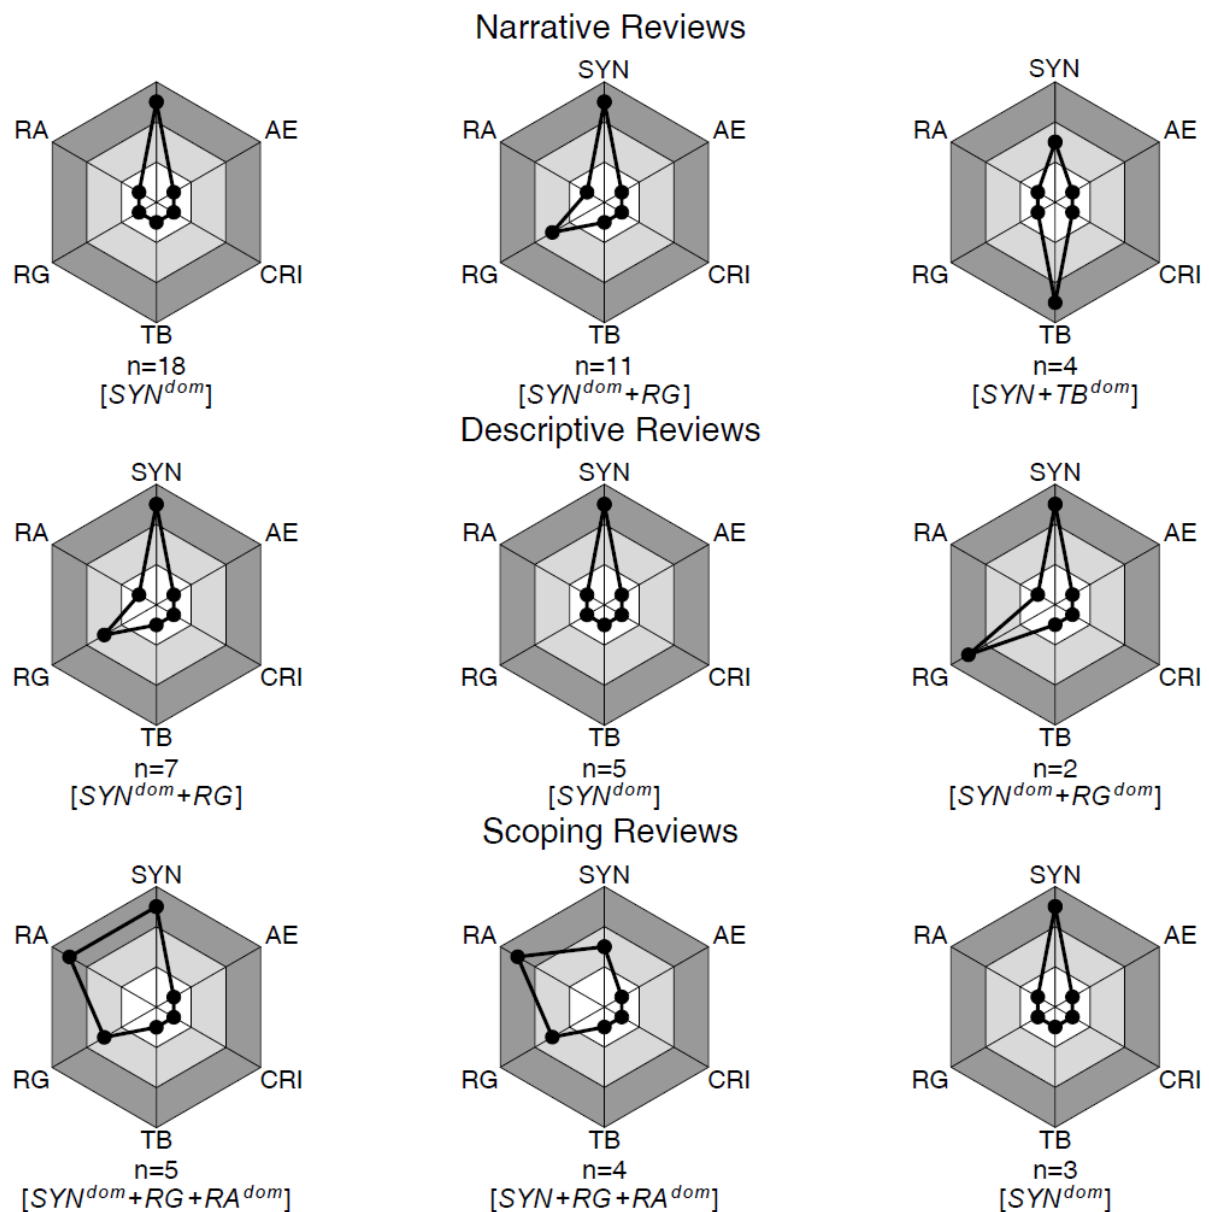 Narrative Reviews
SYN SYN
RA AE RA AE RA AE
RG CRI RG CRI RG CRI
TB TB TB
n=18 n=11 n=4
[SYN^dom] [SYN^dom+RG] [SYN+TB^dom]
Descriptive Reviews
SYN SYN SYN
RA AE RA AE RA AE
RG CRI RG CRI RG CRI
TB TB TB
n=7 n=5 n=2
[SYN^dom+RG] [SYN^dom] [SYN^dom+RG^dom]
Scoping Reviews
SYN SYN SYN
RA AE RA AE RA AE
RG CRI RG CRI RG CRI
TB TB TB
n=5 n=4 n=3
[SYN^dom+RG+RA^dom] [SYN+RG+RA^dom] [SYN^dom]